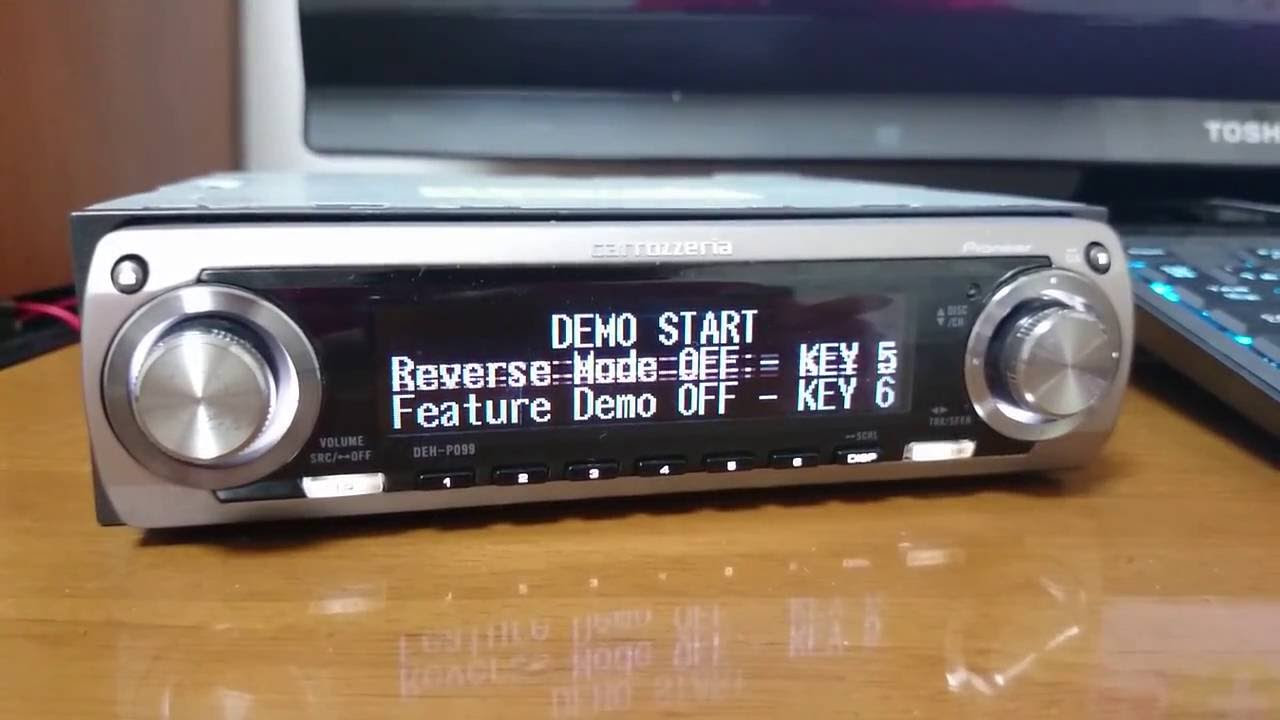 TOSH
carrozzeria
Pioneer
DISC
/CH
DEMO START
Reverse Mode OFF - KEY 5
Feature Demo OFF - KEY 6
TRK/SEEK
VOLUME
SRC/↔OFF
DEH-P099
SCRL
1 2 3 4 5 6 DISP